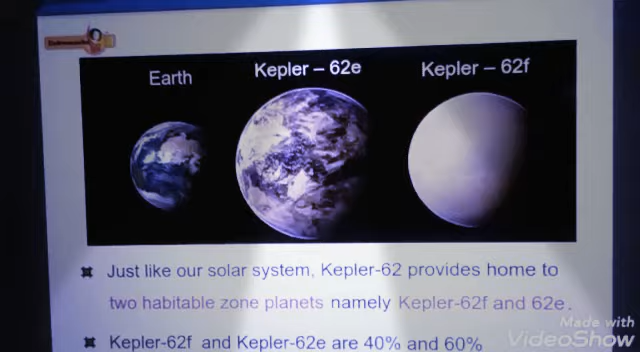 Earth
Kepler – 62e
Kepler – 62f
Just like our solar system, Kepler-62 provides home to
two habitable zone planets namely Kepler-62f and 62e.
Kepler-62f and Kepler-62e are 40% and 60%
Made with
VideoShow